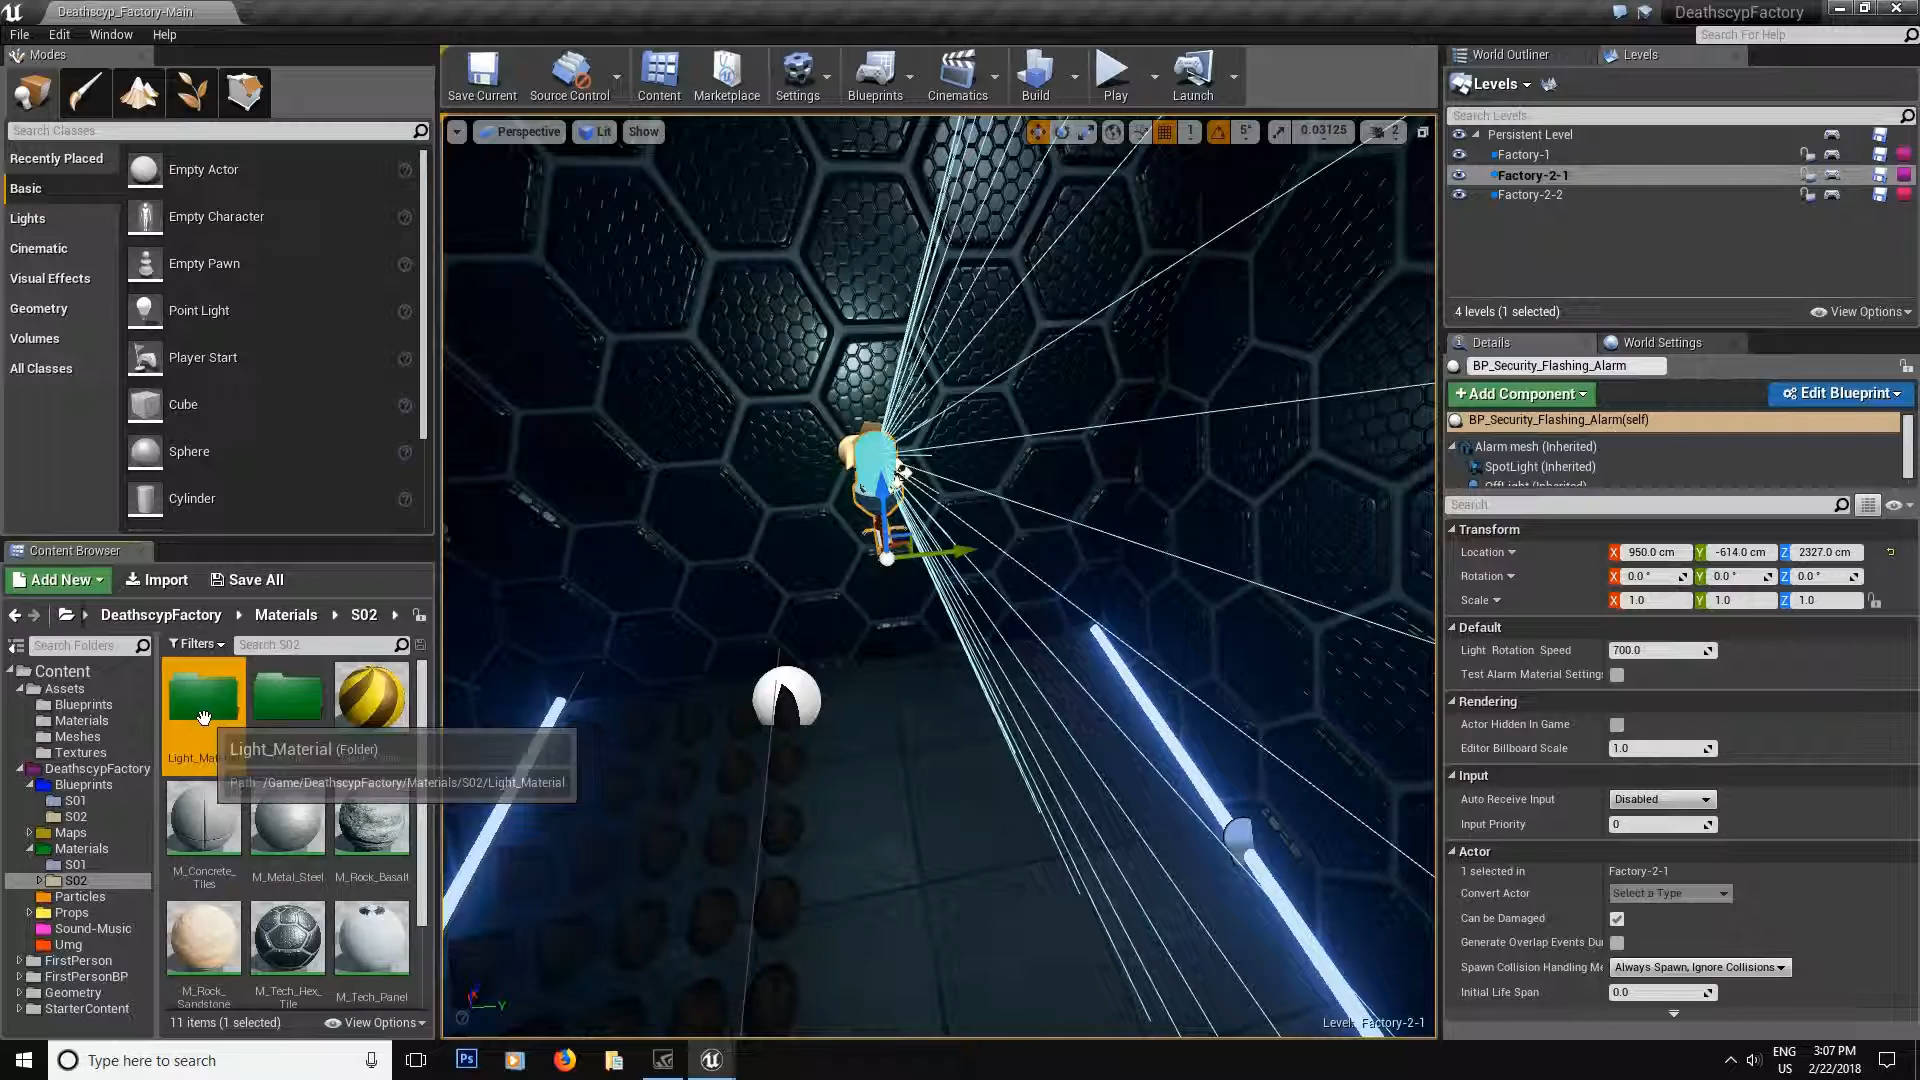 Deathscyp_Factory-Main
DeathscypFactory
File Edit Window Help
Search For Help
Modes
Search Classes
Recently Placed
Basic
Lights
Cinematic
Visual Effects
Geometry
Volumes
All Classes
Empty Actor
Empty Character
Empty Pawn
Point Light
Player Start
Cube
Sphere
Cylinder
Save Current Source Control Content Marketplace Settings Blueprints Cinematics Build Play Launch
Perspective Lit Show
1 5° 0.03125 2
Level: Factory-2-1
Content Browser
Add New Import Save All
DeathscypFactory Materials S02
Search Folders
Filters Search S02
Content
Assets
Blueprints
Materials
Meshes
Textures
DeathscypFactory
Blueprints
S01
S02
Maps
Materials
S01
S02
Particles
Props
Sound-Music
Umg
FirstPerson
FirstPersonBP
Geometry
StarterContent
Light_Mat
Light_Material (Folder)
Path: /Game/DeathscypFactory/Materials/S02/Light_Material
M_Concrete_
Tiles
M_Metal_Steel
M_Rock_Basalt
M_Rock_
Sandstone
M_Tech_Hex_
Tile
M_Tech_Panel
11 items (1 selected) View Options
World Outliner Levels
Levels
Search Levels
Persistent Level
Factory-1
Factory-2-1
Factory-2-2
4 levels (1 selected) View Options
Details World Settings
BP_Security_Flashing_Alarm
+Add Component Edit Blueprint
BP_Security_Flashing_Alarm(self)
Alarm mesh (Inherited)
SpotLight (Inherited)
OffLight (Inherited)
Search
Transform
Location X 950.0 cm Y -614.0 cm Z 2327.0 cm
Rotation X 0.0 ° Y 0.0 ° Z 0.0 °
Scale X 1.0 Y 1.0 Z 1.0
Default
Light Rotation Speed 700.0
Test Alarm Material Settings
Rendering
Actor Hidden In Game
Editor Billboard Scale 1.0
Input
Auto Receive Input Disabled
Input Priority 0
Actor
1 selected in Factory-2-1
Convert Actor Select a Type
Can be Damaged
Generate Overlap Events Du
Spawn Collision Handling Me Always Spawn, Ignore Collisions
Initial Life Span 0.0
Type here to search
Ps
ENG
US
3:07 PM
2/22/2018